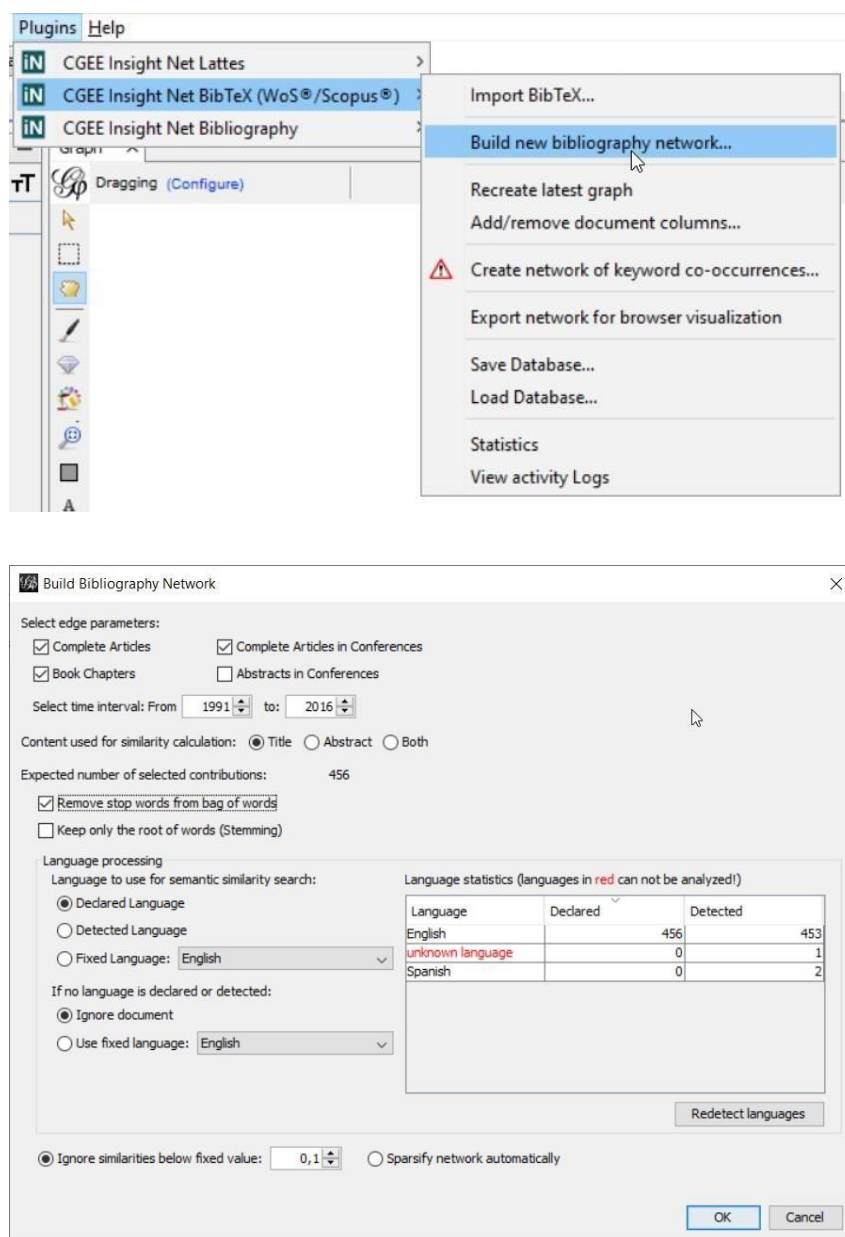 Plugins Help
iN CGEE Insight Net Lattes
iN CGEE Insight Net BibTeX (WoS®/Scopus®)
iN CGEE Insight Net Bibliography
Import BibTeX...
Build new bibliography network...
Recreate latest graph
Add/remove document columns...
Create network of keyword co-occurrences...
Export network for browser visualization
Save Database...
Load Database...
Statistics
View activity Logs
Graph
Dragging (Configure)
A
Build Bibliography Network
Select edge parameters:
Complete Articles Complete Articles in Conferences
Book Chapters Abstracts in Conferences
Select time interval: From 1991 to: 2016
Content used for similarity calculation: Title Abstract Both
Expected number of selected contributions: 456
Remove stop words from bag of words
Keep only the root of words (Stemming)
Language processing
Language to use for semantic similarity search:
Declared Language
Detected Language
Fixed Language: English
If no language is declared or detected:
Ignore document
Use fixed language: English
Language statistics (languages in red can not be analyzed!)
Language Declared Detected
English 456 453
unknown language 0 1
Spanish 0 2
Redetect languages
Ignore similarities below fixed value: 0,1 Sparsify network automatically
OK Cancel